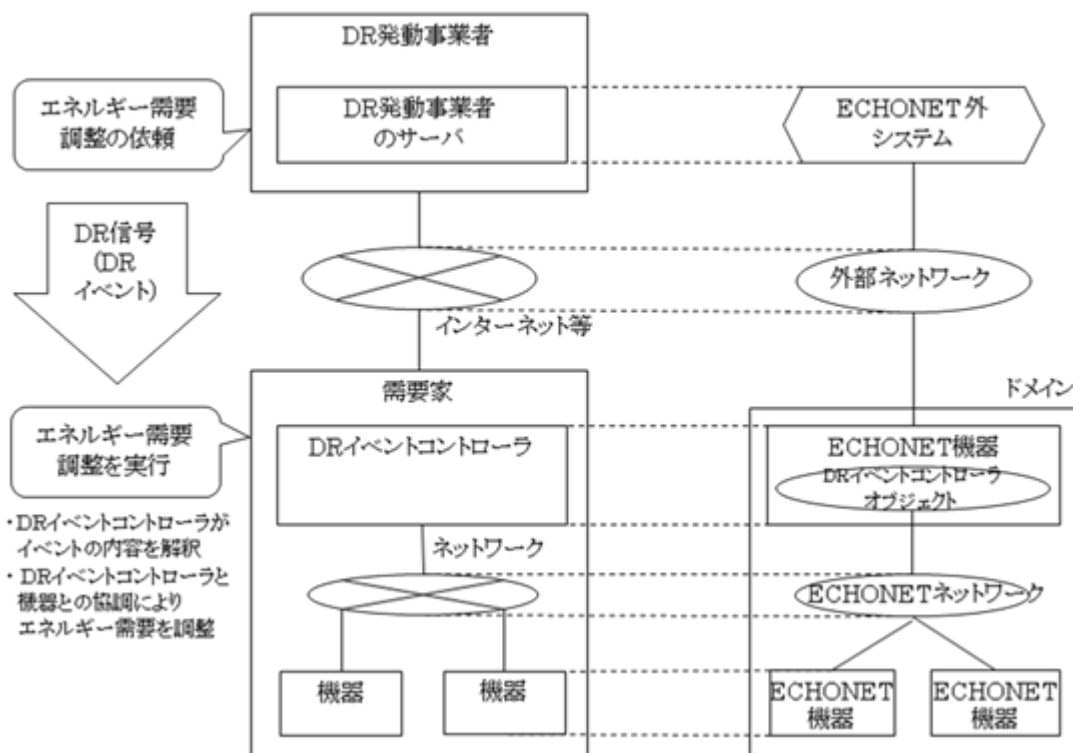 DR発動事業者
エネルギー需要
調整の依頼
DR発動事業者
のサーバ
ECHONET外
システム
DR信号
(DR
イベント)
外部ネットワーク
インターネット等
需要家
ドメイン
エネルギー需要
調整を実行
DRイベントコントローラ
ECHONET機器
DRイベントコントローラ
オブジェクト
・DRイベントコントローラが
イベントの内容を解釈
・DRイベントコントローラと
機器との協調により
エネルギー需要を調整
ネットワーク
ECHONETネットワーク
機器
機器
ECHONET
機器
ECHONET
機器